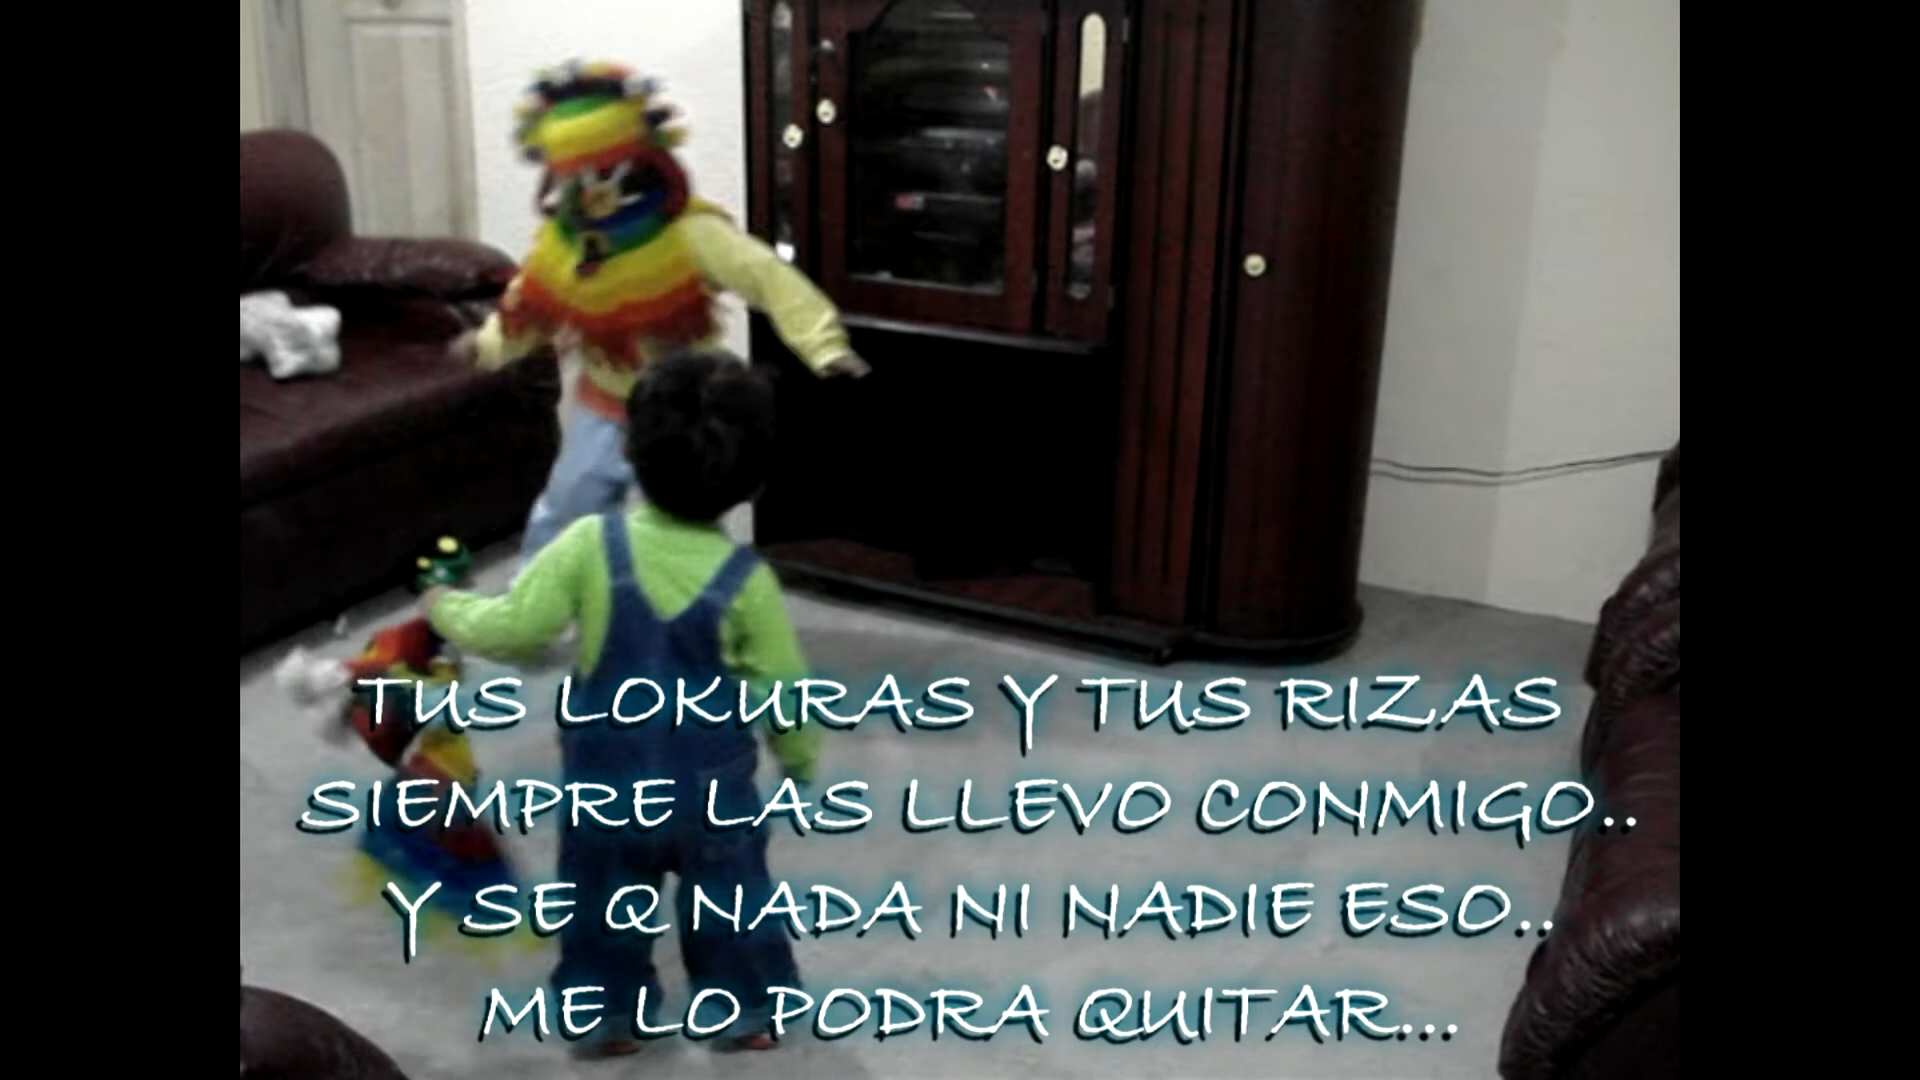 TUS LOKURAS Y TUS RIZAS
SIEMPRE LAS LLEVO CONMIGO..
Y SE Q NADA NI NADIE ESO..
ME LO PODRA QUITAR...